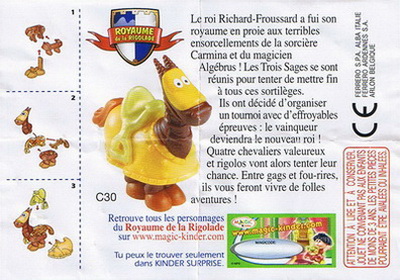 1
2
3
ROYAUME
de la RIGOLADE
C30
Le roi Richard-Froussard a fui son
royaume en proie aux terribles
ensorcellements de la sorcière
Carmina et du magicien
Algébrus ! Les Trois Sages se sont
réunis pour tenter de mettre fin
à tous ces sortilèges.
Ils ont décidé d'organiser
un tournoi avec d'effroyables
épreuves : le vainqueur
deviendra le nouveau roi !
Quatre chevaliers valeureux
et rigolos vont alors tenter leur
chance. Entre gags et fou-rires,
ils vous feront vivre de folles
aventures !
Retrouve tous les personnages
du Royaume de la Rigolade
sur www.magic-kinder.com
Tu peux le trouver seulement
dans KINDER SURPRISE.
www.magic-kinder.com
MAGICODE
FERRERO S.P.A. ALBA ITALIE
FERRERO ARDENNES S.A.
ARLON BELGIQUE
CE
ATTENTION, A LIRE ET A CONSERVER:
JOUET NE CONVENANT PAS AUX ENFANTS
DE MOINS DE 3 ANS. LES PETITES PIECES
POURRAIENT ÊTRE AVALEES OU INHALEES.